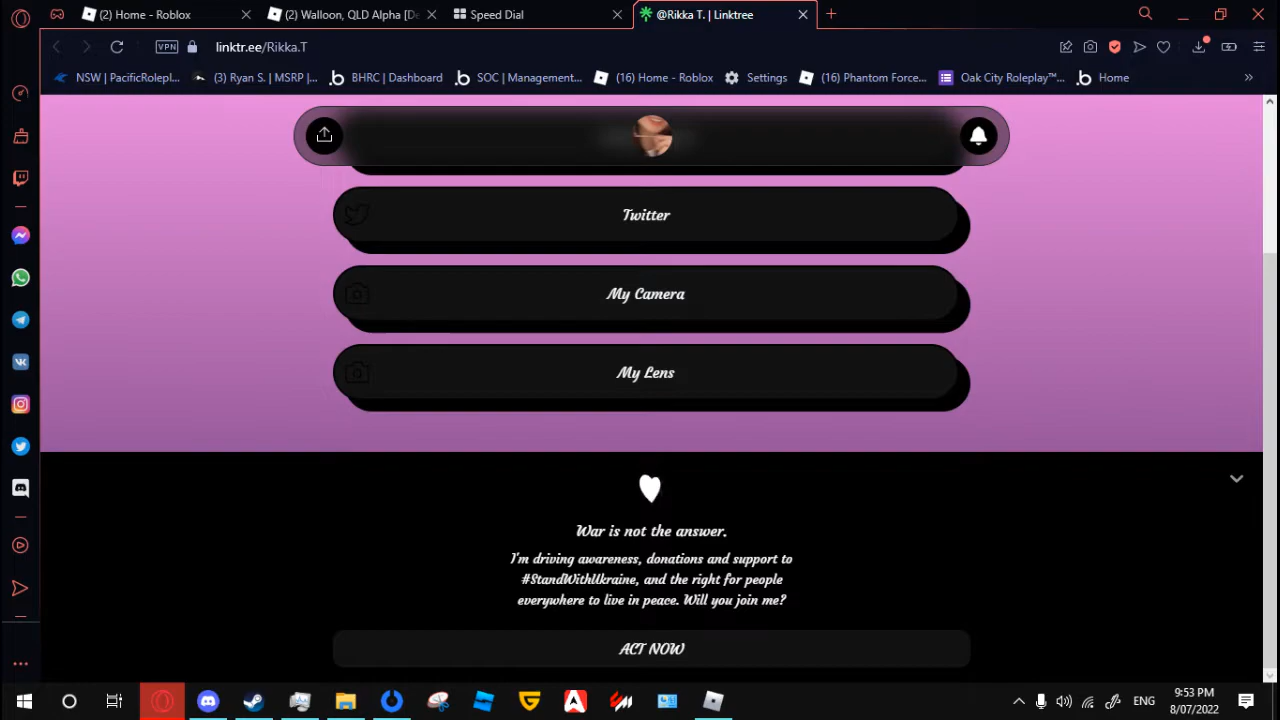 (2) Home - Roblox
(2) Walloon, QLD Alpha [De
Speed Dial
@Rikka T. | Linktree
VPN
linktr.ee/Rikka.T
NSW | PacificRolepl...
(3) Ryan S. | MSRP |...
BHRC | Dashboard
SOC | Management...
(16) Home - Roblox
Settings
(16) Phantom Force...
Oak City Roleplay™...
Home
Twitter
My Camera
My Lens
War is not the answer.
I'm driving awareness, donations and support to
#StandWithUkraine, and the right for people
everywhere to live in peace. Will you join me?
ACT NOW
ENG
9:53 PM
8/07/2022